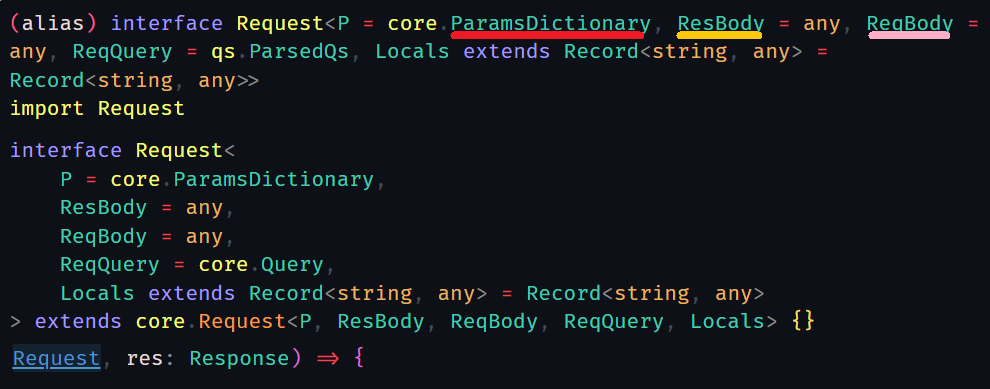 (alias) interface Request<P = core.ParamsDictionary, ResBody = any, ReqBody =
any, ReqQuery = qs.ParsedQs, Locals extends Record<string, any> =
Record<string, any>>
import Request
interface Request<
    P = core.ParamsDictionary,
    ResBody = any,
    ReqBody = any,
    ReqQuery = core.Query,
    Locals extends Record<string, any> = Record<string, any>
> extends core.Request<P, ResBody, ReqBody, ReqQuery, Locals> {}
Request, res: Response) => {